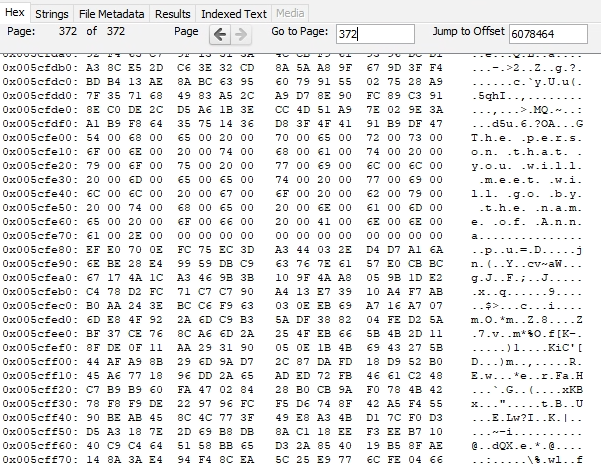 Hex Strings File Metadata Results Indexed Text Media
Page: 372 of 372 Page Go to Page: 372 Jump to Offset 6078464
0x005cfdb0: A3 8C E5 2D C6 3E 32 CD 8A 5A A8 9F 67 9D 3F F4 ...-.>2..Z..g.?.
0x005cfdc0: BD B4 13 AE 8A BC 63 95 60 79 91 55 02 75 28 A9 ......c.`y.U.u(.
0x005cfdd0: 7F 35 71 68 49 83 A5 2C A9 D7 8E 90 FC 89 C3 91 .5qhI..,........
0x005cfde0: 8E C0 DE 2C D5 A6 1B 3E CC 4D 51 A9 7E 02 9E 3A ...,...>.MQ.~..:
0x005cfdf0: A1 B9 F8 64 35 75 14 36 D8 3F 4F 41 91 B9 DF 47 ...d5u.6.?OA...G
0x005cfe00: 54 00 68 00 65 00 20 00 70 00 65 00 72 00 73 00 T.h.e. .p.e.r.s.
0x005cfe10: 6F 00 6E 00 20 00 74 00 68 00 61 00 74 00 20 00 o.n. .t.h.a.t. .
0x005cfe20: 79 00 6F 00 75 00 20 00 77 00 69 00 6C 00 6C 00 y.o.u. .w.i.l.l.
0x005cfe30: 20 00 6D 00 65 00 65 00 74 00 20 00 77 00 69 00 .m.e.e.t. .w.i.
0x005cfe40: 6C 00 6C 00 20 00 67 00 6F 00 20 00 62 00 79 00 l.l. .g.o. .b.y.
0x005cfe50: 20 00 74 00 68 00 65 00 20 00 6E 00 61 00 6D 00 .t.h.e. .n.a.m.
0x005cfe60: 65 00 20 00 6F 00 66 00 20 00 41 00 6E 00 6E 00 e. .o.f. .A.n.n.
0x005cfe70: 61 00 2E 00 00 00 00 00 00 00 00 00 00 00 00 00 a...............
0x005cfe80: EF FE 70 0E FC 75 EC 3D A3 44 03 2E D4 D7 A1 6A ..p..u.=.D.....j
0x005cfe90: 6E BE 28 E4 99 59 DB C9 63 76 7E 61 57 E0 CB BC n.(..Y..cv~aW...
0x005cfea0: 67 17 4A 1C A3 46 9B 3B 10 9F 4A A8 05 9B 1D E2 g.J..F.;..J.....
0x005cfeb0: C4 78 D2 FC 71 C7 C7 90 A4 13 E7 39 10 A4 F7 AB .x..q......9....
0x005cfec0: B0 AA 24 3E BC C6 F9 63 03 0E EB 69 A7 16 A7 07 ..$>...c...i....
0x005cfed0: 6D E8 4F 92 2A 6D C9 B3 5A DF 38 82 04 FE D2 5A m.O.*m..Z.8....Z
0x005cfee0: BF 37 CE 76 8C A6 6D 2A 25 4F EB 66 5B 4B 2D 11 .7.v..m*%O.f[K-.
0x005cfef0: 8F DE 0F 11 AA 29 31 90 05 0E 1B 4B 69 43 27 5B .....)1....KiC'[
0x005cff00: 44 AF A9 8B 29 6D 9A D7 2C 87 DA FD 18 D9 52 B0 D...)m..,.....R.
0x005cff10: 45 A6 77 18 96 DD 2A 65 AD ED 72 FB 46 61 C2 48 E.w...*e..r.Fa.H
0x005cff20: C7 B9 B9 60 FA 47 02 84 28 B0 CB F0 78 4B 42 ...`.G..(...xKB
0x005cff30: 78 F8 F9 DE 22 97 96 FC F5 D6 74 8F 42 A5 F4 55 x...".....t.B..U
0x005cff40: 90 BE AB 45 8C 4C 77 3F 49 E8 A3 4B D1 7C F0 D3 ...E.Lw?I..K.|..
0x005cff50: D5 A3 18 7E 2D 69 B8 DB 8A C1 18 EE F3 EE B7 10 ...~-i..........
0x005cff60: 40 C9 C4 64 51 58 BB 65 D3 2A 85 40 19 B5 8F AE @..dQX.e.*.@....